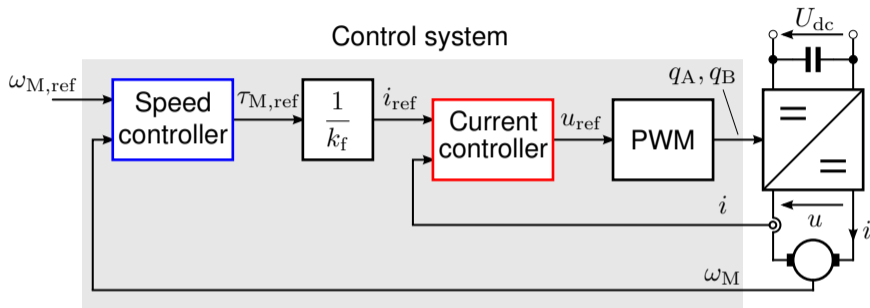 Control system
U_dc
ω_M,ref
Speed
controller
τ_M,ref
1
k_f
i_ref
Current
controller
u_ref
PWM
q_A, q_B
=
=
i
u
i
ω_M